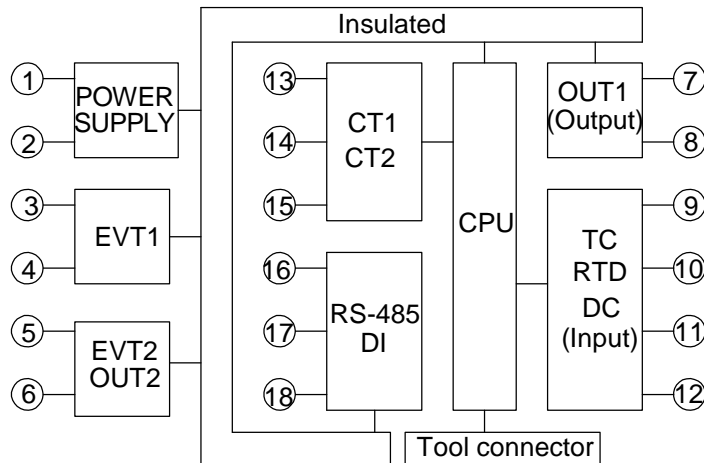 Insulated
1
2
POWER
SUPPLY
3
4
EVT1
5
6
EVT2
OUT2
13
14
15
CT1
CT2
16
17
18
RS-485
DI
CPU
OUT1
(Output)
7
8
TC
RTD
DC
(Input)
9
10
11
12
Tool connector